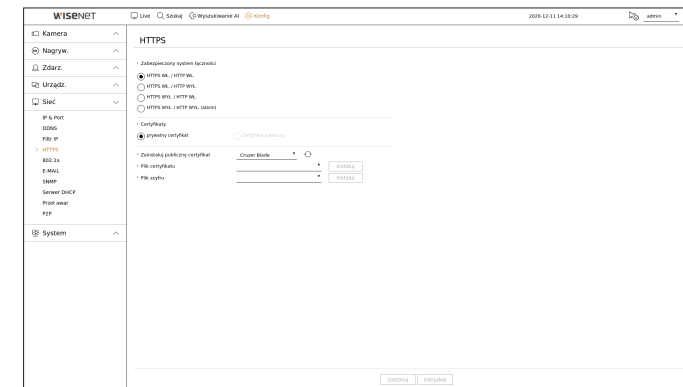 WISENET
Live Szukaj Wyszukiwanie AI Konfig 2020-12-11 14:10:29 admin
Kamera
Nagryw.
Zdarz.
Urządz.
Sieć
IP & Port
DDNS
Filtr IP
HTTPS
802.1x
E-MAIL
SNMP
Serwer DHCP
Przeł awar
P2P
System
HTTPS
Zabezpieczony system łączności
HTTPS WŁ. / HTTP WŁ.
HTTPS WŁ. / HTTP WYŁ.
HTTPS WYŁ. / HTTP WŁ.
HTTPS WYŁ. / HTTP WYŁ. (alarm)
Certyfikaty
prywatny certyfikat Certyfikat publiczny
Zainstaluj publiczny certyfikat Cruzer Blade
Plik certyfikatu Instaluj
Plik szyfru Instaluj
Zastosuj Odzyskaj